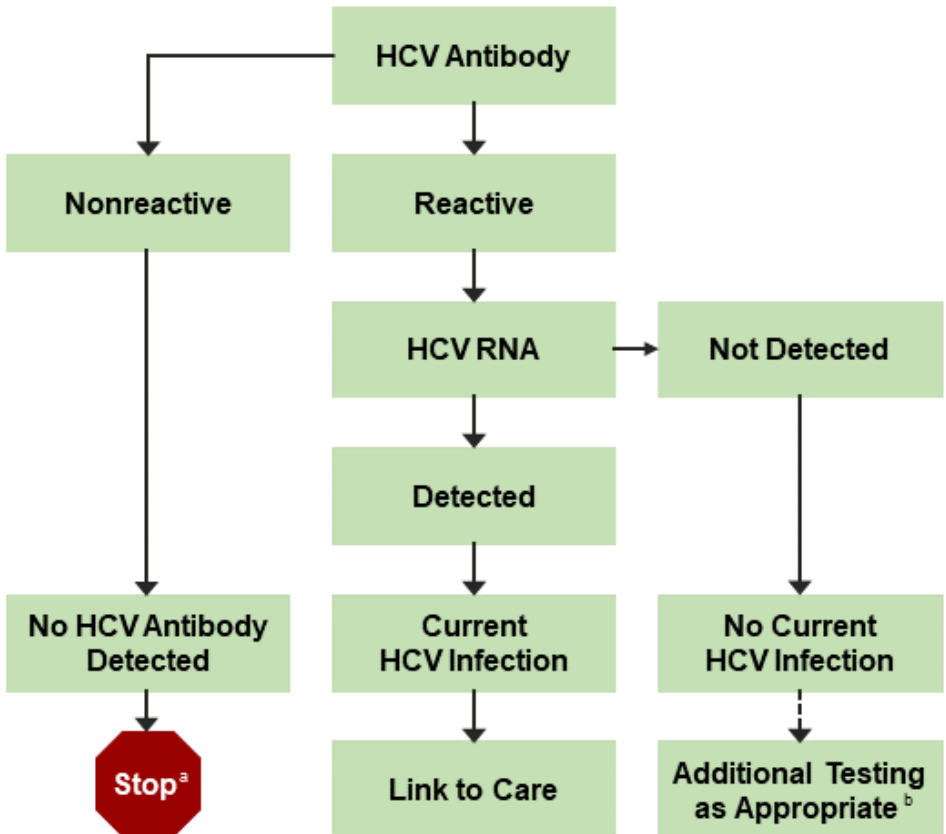 HCV Antibody
Nonreactive
Reactive
HCV RNA
Not Detected
Detected
No HCV Antibody
Detected
Current
HCV Infection
No Current
HCV Infection
Stop a
Link to Care
Additional Testing
as Appropriate b